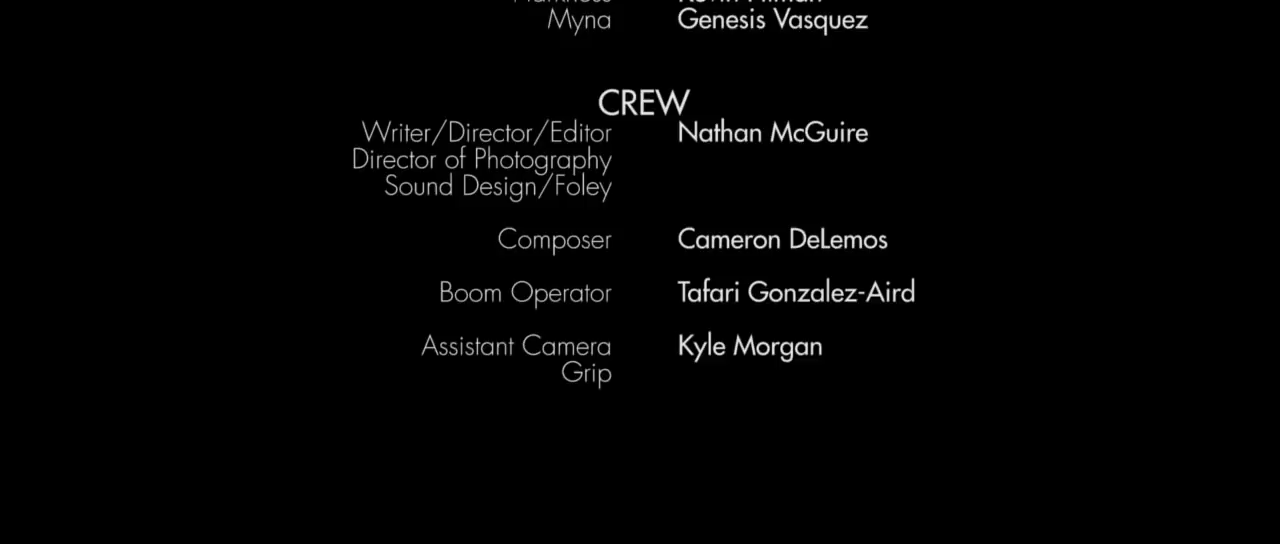 Myna Genesis Vasquez
CREW
Writer/Director/Editor Nathan McGuire
Director of Photography
Sound Design/Foley
Composer Cameron DeLemos
Boom Operator Tafari Gonzalez-Aird
Assistant Camera Kyle Morgan
Grip